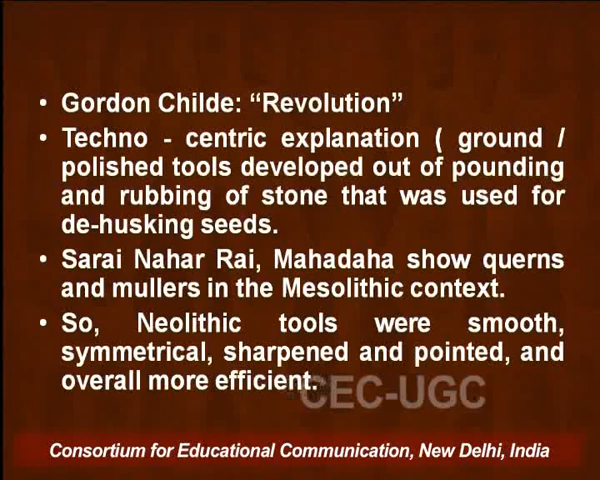 • Gordon Childe: “Revolution”
• Techno - centric explanation ( ground /
polished tools developed out of pounding
and rubbing of stone that was used for
de-husking seeds.
• Sarai Nahar Rai, Mahadaha show querns
and mullers in the Mesolithic context.
• So, Neolithic tools were smooth,
symmetrical, sharpened and pointed, and
overall more efficient.
CEC-UGC
Consortium for Educational Communication, New Delhi, India